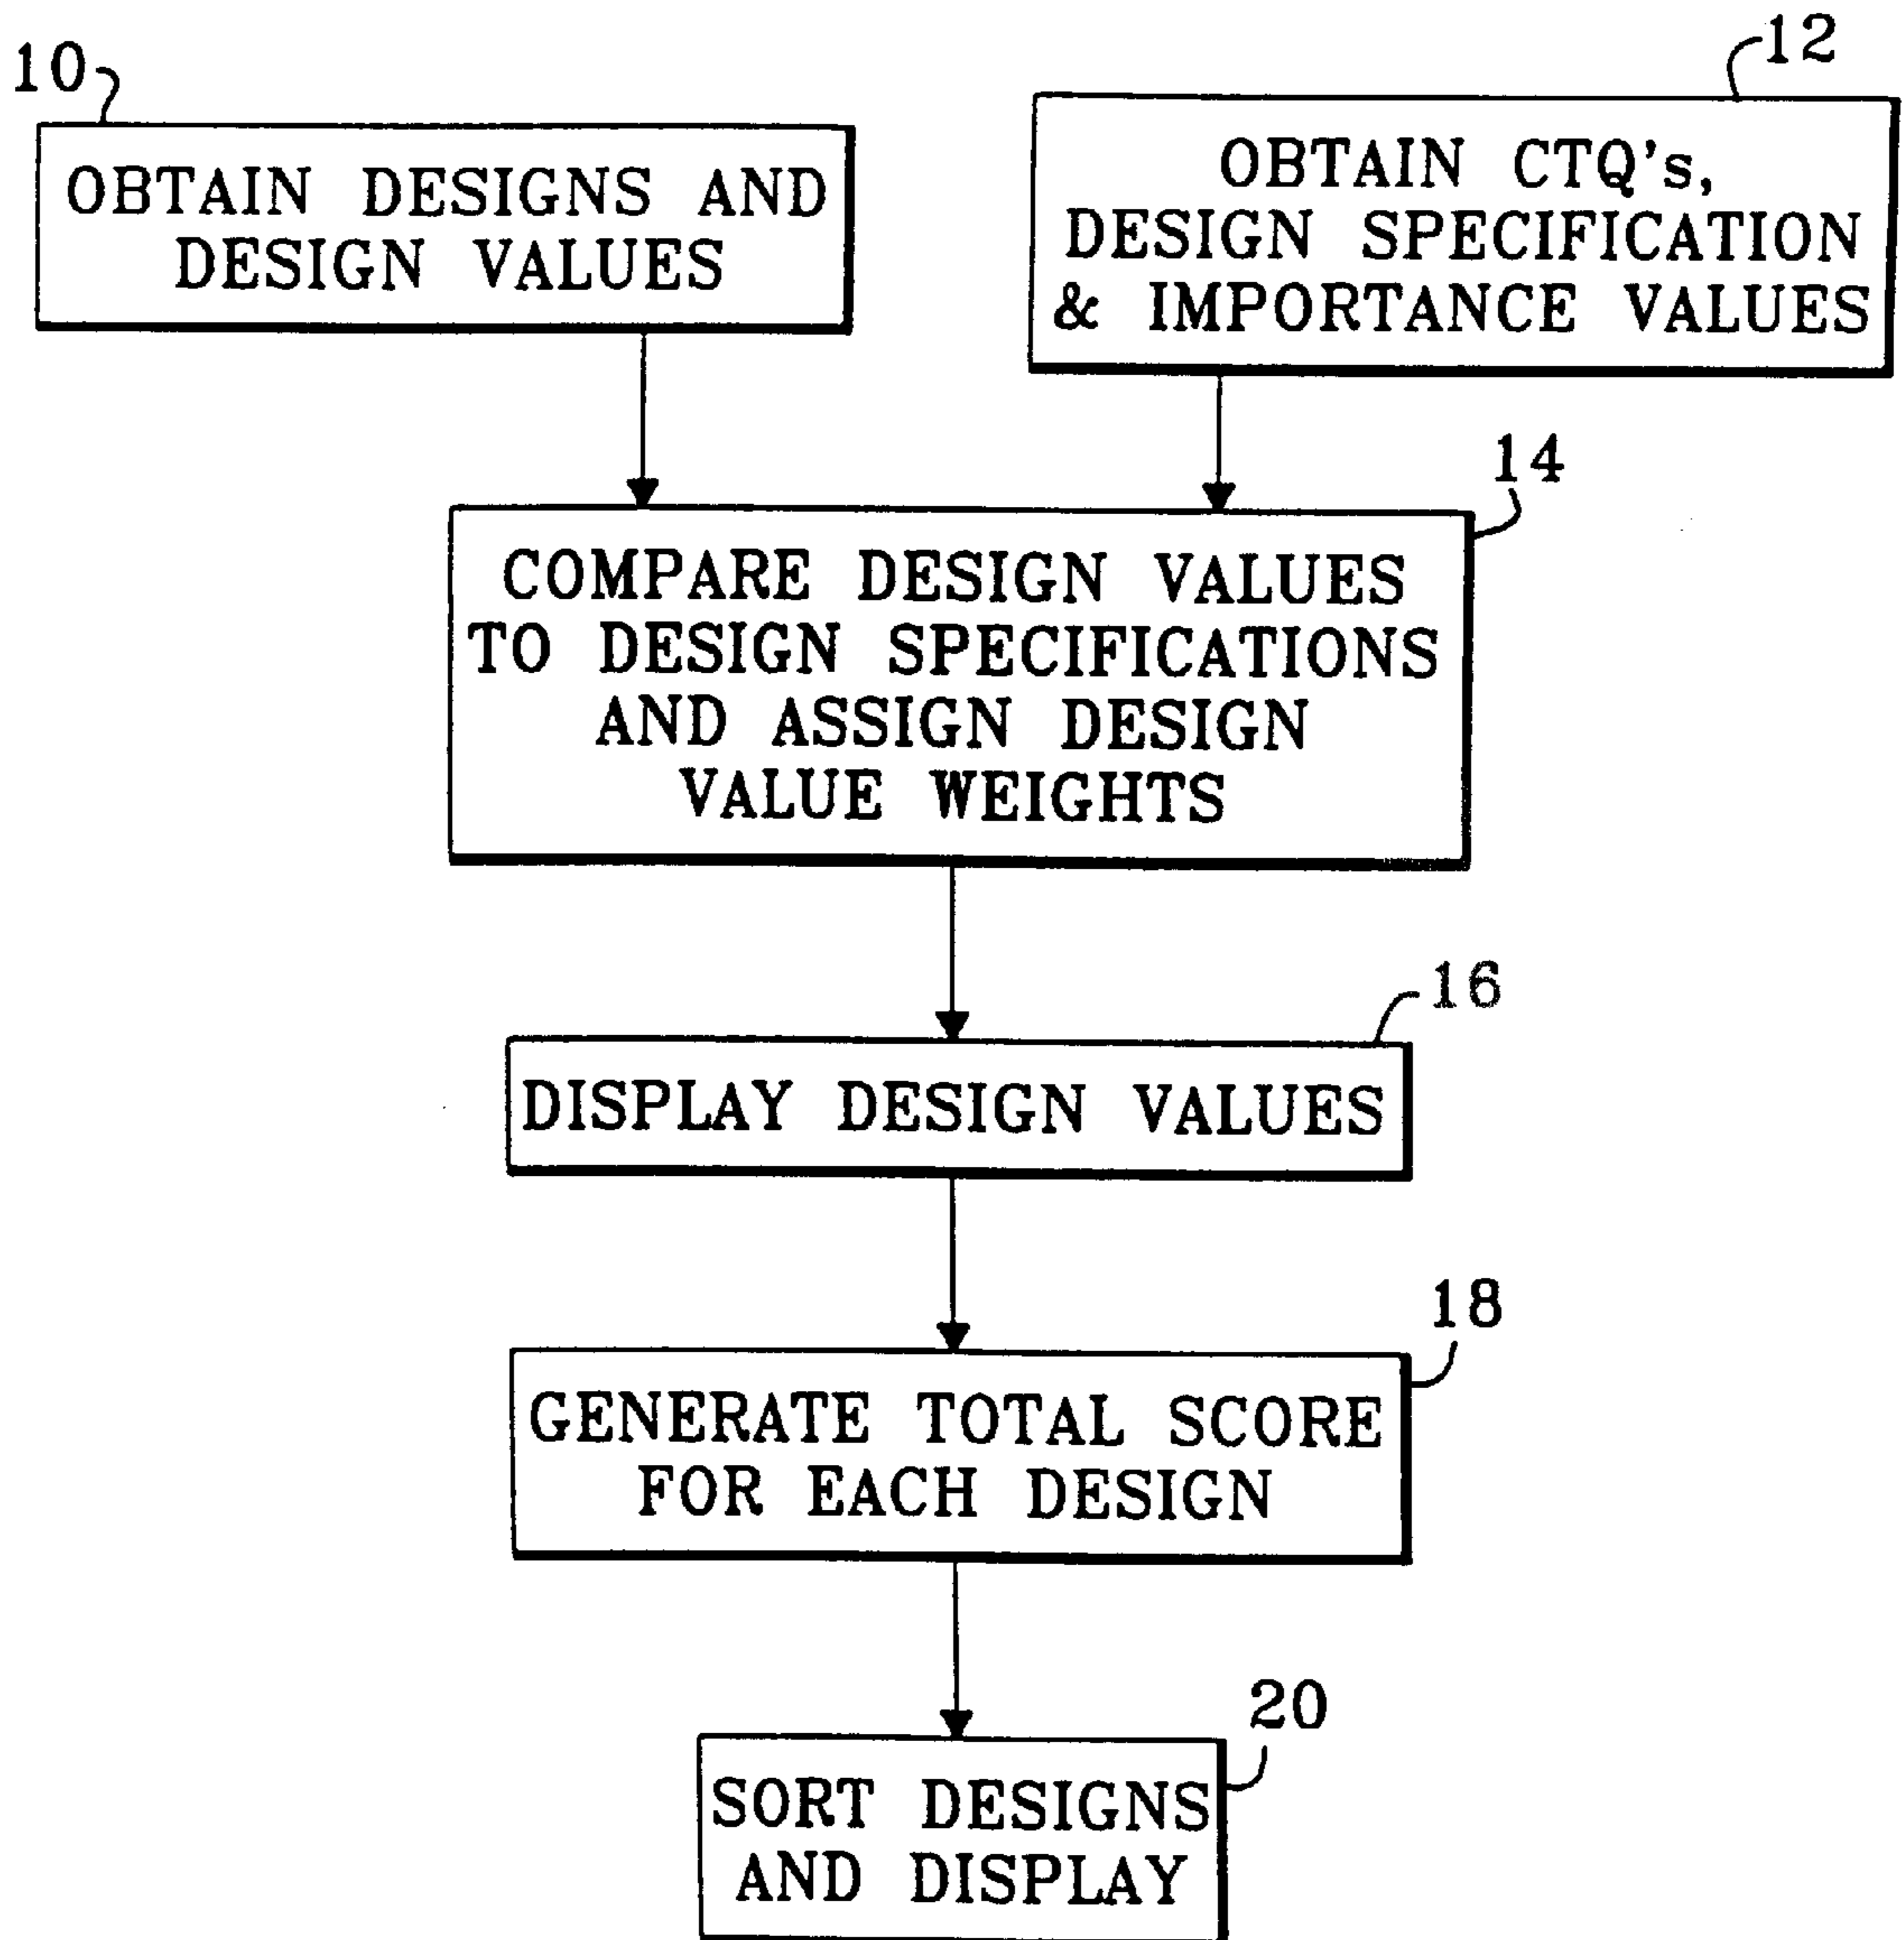 10
OBTAIN DESIGNS AND
DESIGN VALUES
12
OBTAIN CTQ's,
DESIGN SPECIFICATION
& IMPORTANCE VALUES
14
COMPARE DESIGN VALUES
TO DESIGN SPECIFICATIONS
AND ASSIGN DESIGN
VALUE WEIGHTS
16
DISPLAY DESIGN VALUES
18
GENERATE TOTAL SCORE
FOR EACH DESIGN
20
SORT DESIGNS
AND DISPLAY